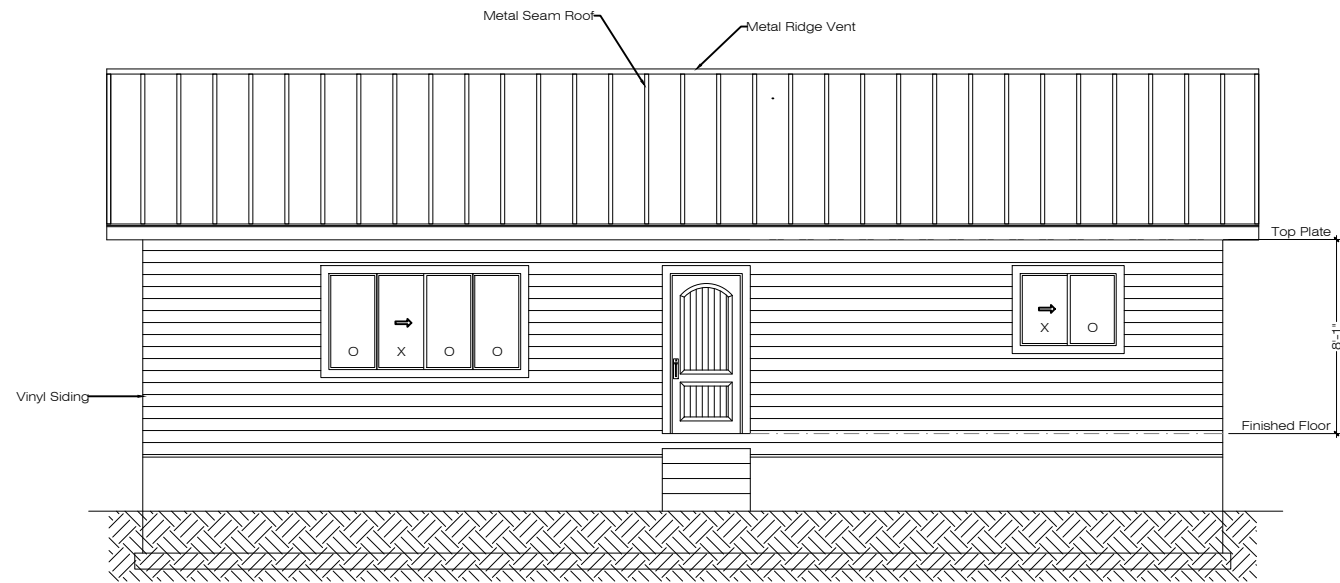 Metal Seam Roof
Metal Ridge Vent
Top Plate
O
X
O
O
X
O
8'-1"
Vinyl Siding
Finished Floor